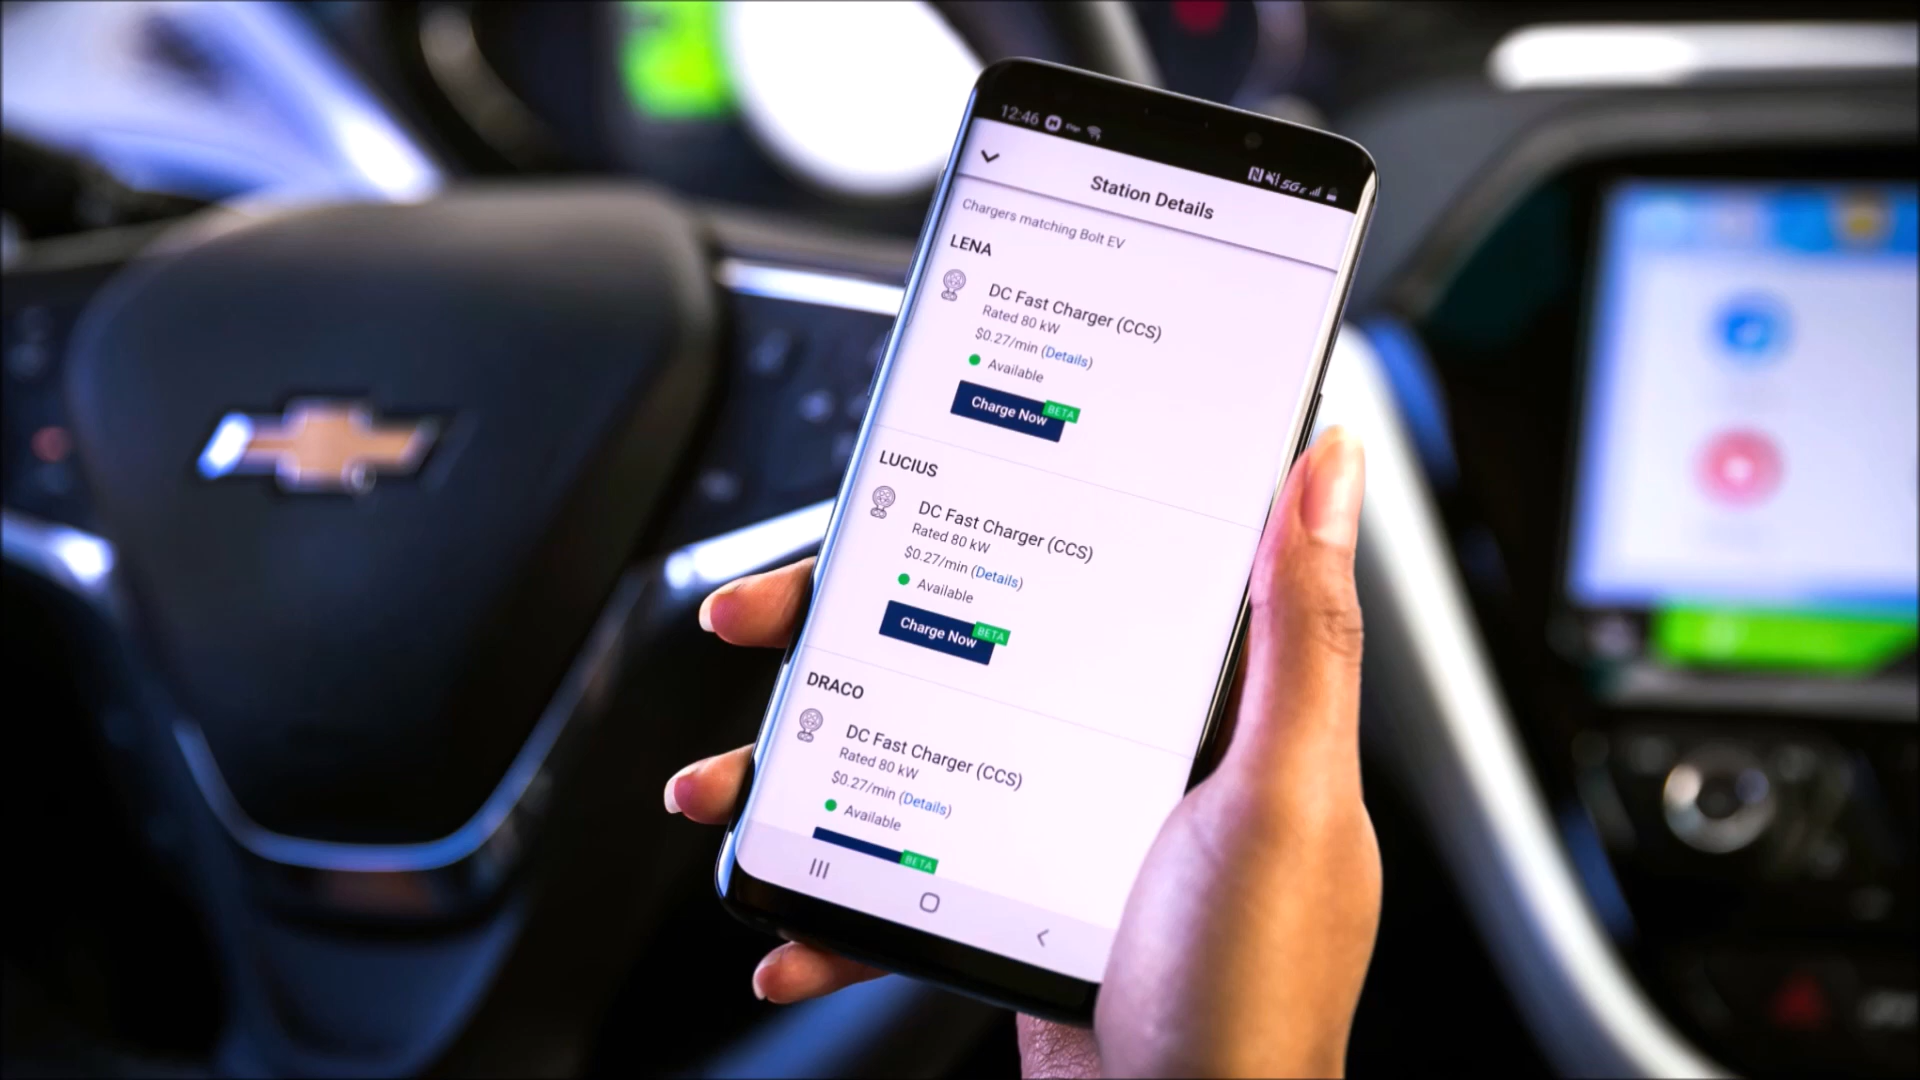 12:46
5GE
Station Details
Chargers matching Bolt EV
LENA
DC Fast Charger (CCS)
Rated 80 kW
$0.27/min (Details)
Available
Charge Now BETA
LUCIUS
DC Fast Charger (CCS)
Rated 80 kW
$0.27/min (Details)
Available
Charge Now BETA
DRACO
DC Fast Charger (CCS)
Rated 80 kW
$0.27/min (Details)
Available
BETA